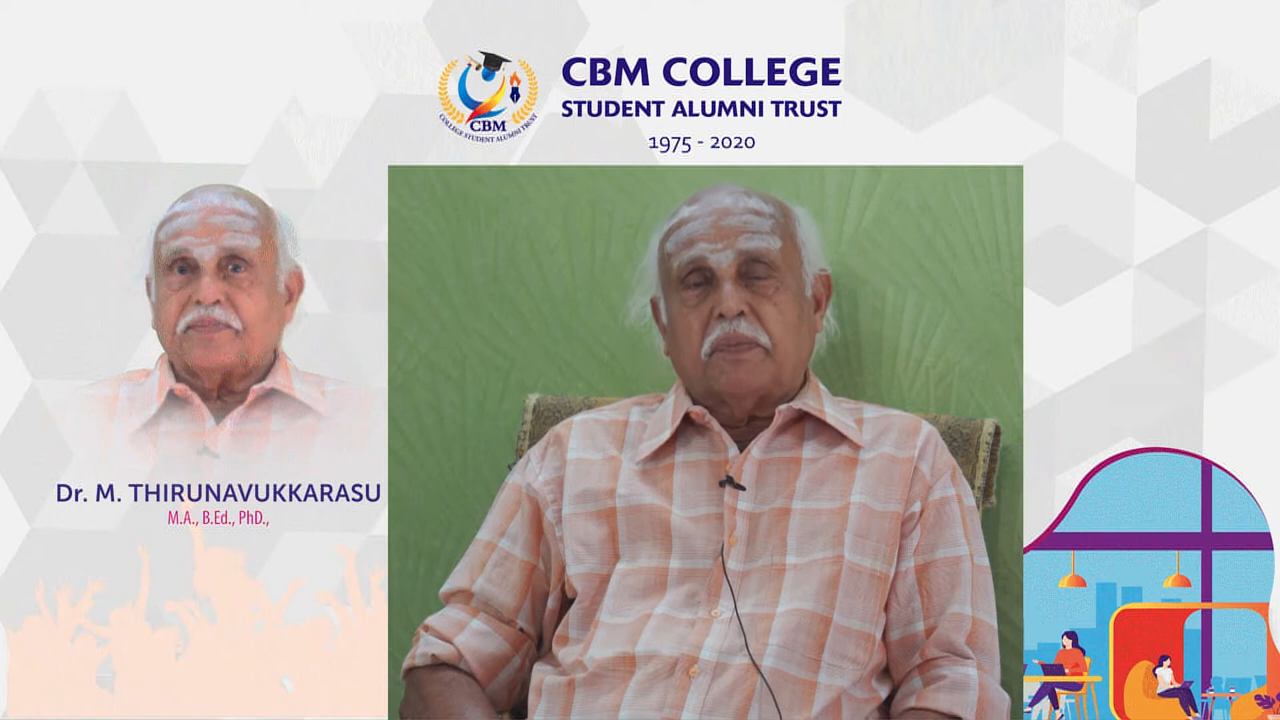 CBM COLLEGE
STUDENT ALUMNI TRUST
1975 - 2020
CBM
COLLEGE STUDENT ALUMNI TRUST
Dr. M. THIRUNAVUKKARASU
M.A., B.Ed., PhD.,